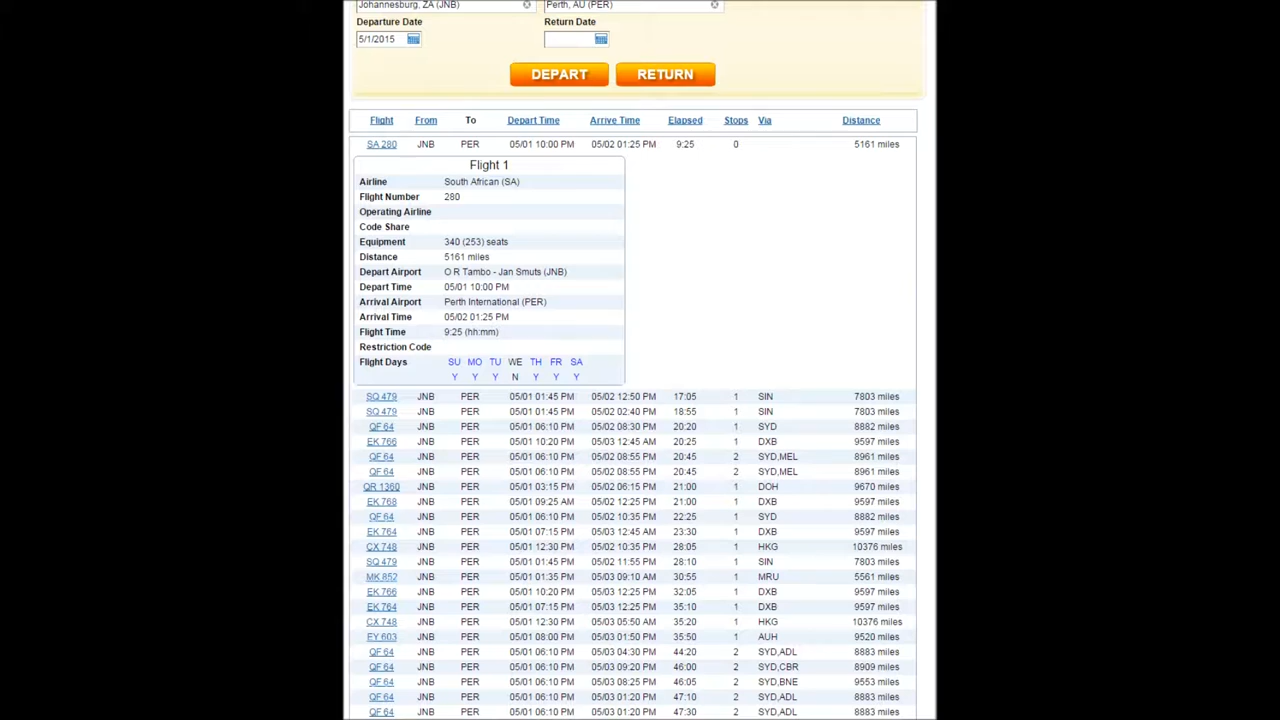 Johannesburg, ZA (JNB) Perth, AU (PER)
Departure Date Return Date
5/1/2015
DEPART RETURN
Flight From To Depart Time Arrive Time Elapsed Stops Via Distance
SA 280 JNB PER 05/01 10:00 PM 05/02 01:25 PM 9:25 0 5161 miles
Flight 1
Airline South African (SA)
Flight Number 280
Operating Airline
Code Share
Equipment 340 (253) seats
Distance 5161 miles
Depart Airport O R Tambo - Jan Smuts (JNB)
Depart Time 05/01 10:00 PM
Arrival Airport Perth International (PER)
Arrival Time 05/02 01:25 PM
Flight Time 9:25 (hh:mm)
Restriction Code
Flight Days SU MO TU WE TH FR SA
Y Y Y N Y Y Y
SQ 479 JNB PER 05/01 01:45 PM 05/02 12:50 PM 17:05 1 SIN 7803 miles
SQ 479 JNB PER 05/01 01:45 PM 05/02 02:40 PM 18:55 1 SIN 7803 miles
QF 64 JNB PER 05/01 06:10 PM 05/02 08:30 PM 20:20 1 SYD 8882 miles
EK 766 JNB PER 05/01 10:20 PM 05/03 12:45 AM 20:25 1 DXB 9597 miles
QF 64 JNB PER 05/01 06:10 PM 05/02 08:55 PM 20:45 2 SYD,MEL 8961 miles
QF 64 JNB PER 05/01 06:10 PM 05/02 08:55 PM 20:45 2 SYD,MEL 8961 miles
QR 1360 JNB PER 05/01 03:15 PM 05/02 06:15 PM 21:00 1 DOH 9670 miles
EK 768 JNB PER 05/01 09:25 AM 05/02 12:25 PM 21:00 1 DXB 9597 miles
QF 64 JNB PER 05/01 06:10 PM 05/02 10:35 PM 22:25 1 SYD 8882 miles
EK 764 JNB PER 05/01 07:15 PM 05/03 12:45 AM 23:30 1 DXB 9597 miles
CX 748 JNB PER 05/01 12:30 PM 05/02 10:35 PM 28:05 1 HKG 10376 miles
SQ 479 JNB PER 05/01 01:45 PM 05/02 11:55 PM 28:10 1 SIN 7803 miles
MK 852 JNB PER 05/01 01:35 PM 05/03 09:10 AM 30:55 1 MRU 5561 miles
EK 766 JNB PER 05/01 10:20 PM 05/03 12:25 PM 32:05 1 DXB 9597 miles
EK 764 JNB PER 05/01 07:15 PM 05/03 12:25 PM 35:10 1 DXB 9597 miles
CX 748 JNB PER 05/01 12:30 PM 05/03 05:50 AM 35:20 1 HKG 10376 miles
EY 603 JNB PER 05/01 08:00 PM 05/03 01:50 PM 35:50 1 AUH 9520 miles
QF 64 JNB PER 05/01 06:10 PM 05/03 04:30 PM 44:20 2 SYD,ADL 8883 miles
QF 64 JNB PER 05/01 06:10 PM 05/03 09:20 PM 46:00 2 SYD,CBR 8909 miles
QF 64 JNB PER 05/01 06:10 PM 05/03 08:25 PM 46:05 2 SYD,BNE 9553 miles
QF 64 JNB PER 05/01 06:10 PM 05/03 01:20 PM 47:10 2 SYD,ADL 8883 miles
QF 64 JNB PER 05/01 06:10 PM 05/03 01:20 PM 47:30 2 SYD,ADL 8883 miles